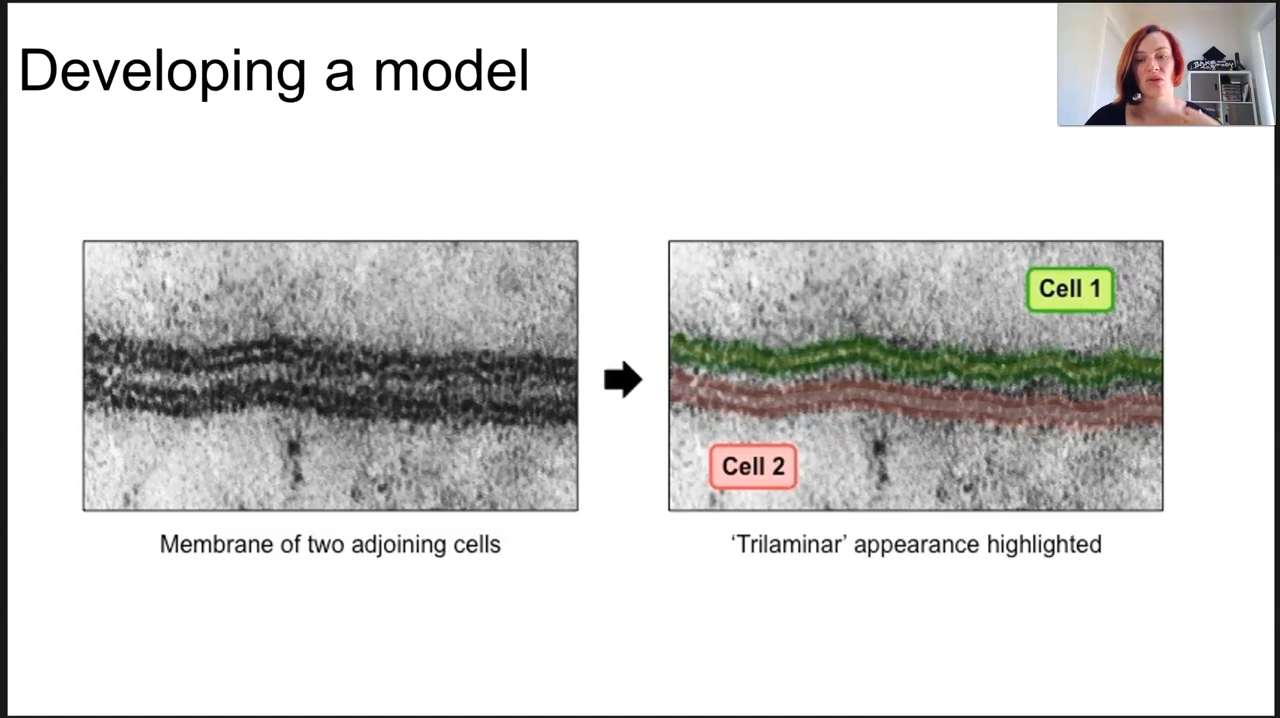 Developing a model
Cell 1
Cell 2
Membrane of two adjoining cells
‘Trilaminar’ appearance highlighted